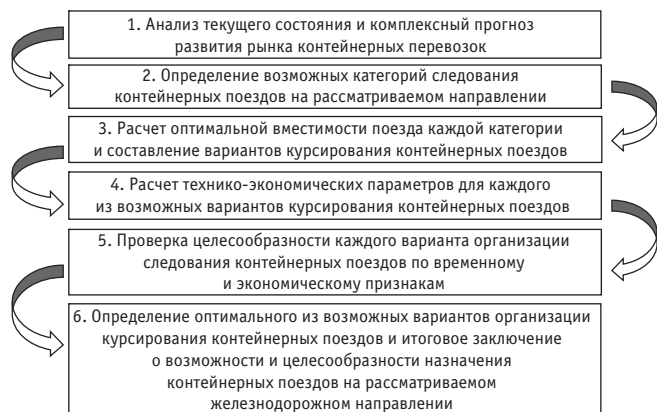 1. Анализ текущего состояния и комплексный прогноз
развития рынка контейнерных перевозок
2. Определение возможных категорий следования
контейнерных поездов на рассматриваемом направлении
3. Расчет оптимальной вместимости поезда каждой категории
и составление вариантов курсирования контейнерных поездов
4. Расчет технико-экономических параметров для каждого
из возможных вариантов курсирования контейнерных поездов
5. Проверка целесообразности каждого варианта организации
следования контейнерных поездов по временному
и экономическому признакам
6. Определение оптимального из возможных вариантов организации
курсирования контейнерных поездов и итоговое заключение
о возможности и целесообразности назначения
контейнерных поездов на рассматриваемом
железнодорожном направлении